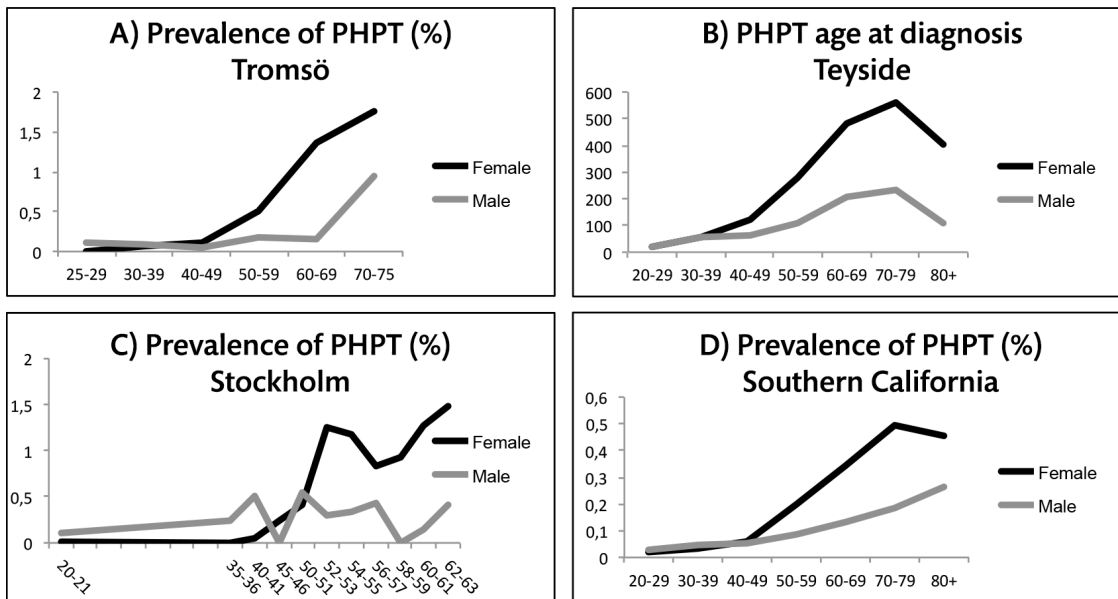 A) Prevalence of PHPT (%)
Tromsö
2
1,5
1
0,5
0
25-29 30-39 40-49 50-59 60-69 70-75
Female
Male
B) PHPT age at diagnosis
Teyside
600
500
400
300
200
100
0
20-29 30-39 40-49 50-59 60-69 70-79 80+
Female
Male
C) Prevalence of PHPT (%)
Stockholm
2
1,5
1
0,5
0
20-21 35-36 40-41 45-46 50-51 52-53 54-55 56-57 58-59 60-61 62-63
Female
Male
D) Prevalence of PHPT (%)
Southern California
0,6
0,5
0,4
0,3
0,2
0,1
0
20-29 30-39 40-49 50-59 60-69 70-79 80+
Female
Male